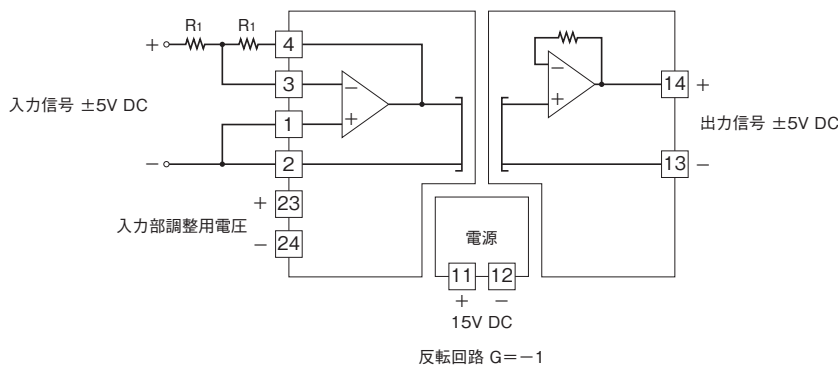 R1 R1
+ 4
3 −
入力信号 ±5V DC
1 +
− 2
+ 23
入力部調整用電圧
− 24
−
+
14 +
出力信号 ±5V DC
13 −
電源
11 12
+ −
15V DC
反転回路 G=−1